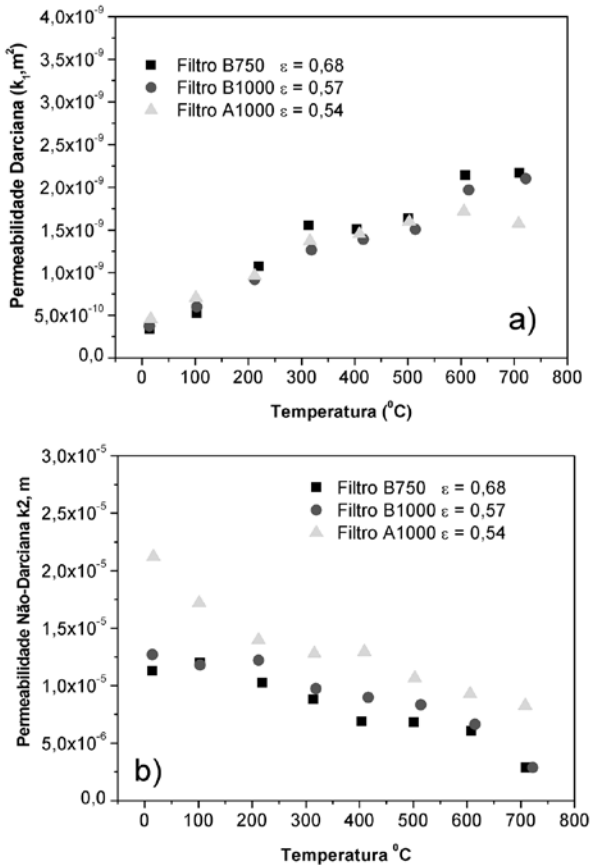 4,0x10⁻⁹
3,5x10⁻⁹
3,0x10⁻⁹
2,5x10⁻⁹
2,0x10⁻⁹
1,5x10⁻⁹
1,0x10⁻⁹
5,0x10⁻¹⁰
0,0
Permeabilidade Darciana (k₁,m²)
Filtro B750 ε = 0,68
Filtro B1000 ε = 0,57
Filtro A1000 ε = 0,54
a)
0 100 200 300 400 500 600 700 800
Temperatura (⁰C)
3,0x10⁻⁵
2,5x10⁻⁵
2,0x10⁻⁵
1,5x10⁻⁵
1,0x10⁻⁵
5,0x10⁻⁶
0,0
Permeabilidade Não-Darciana k2, m
Filtro B750 ε = 0,68
Filtro B1000 ε = 0,57
Filtro A1000 ε = 0,54
b)
0 100 200 300 400 500 600 700 800
Temperatura ⁰C